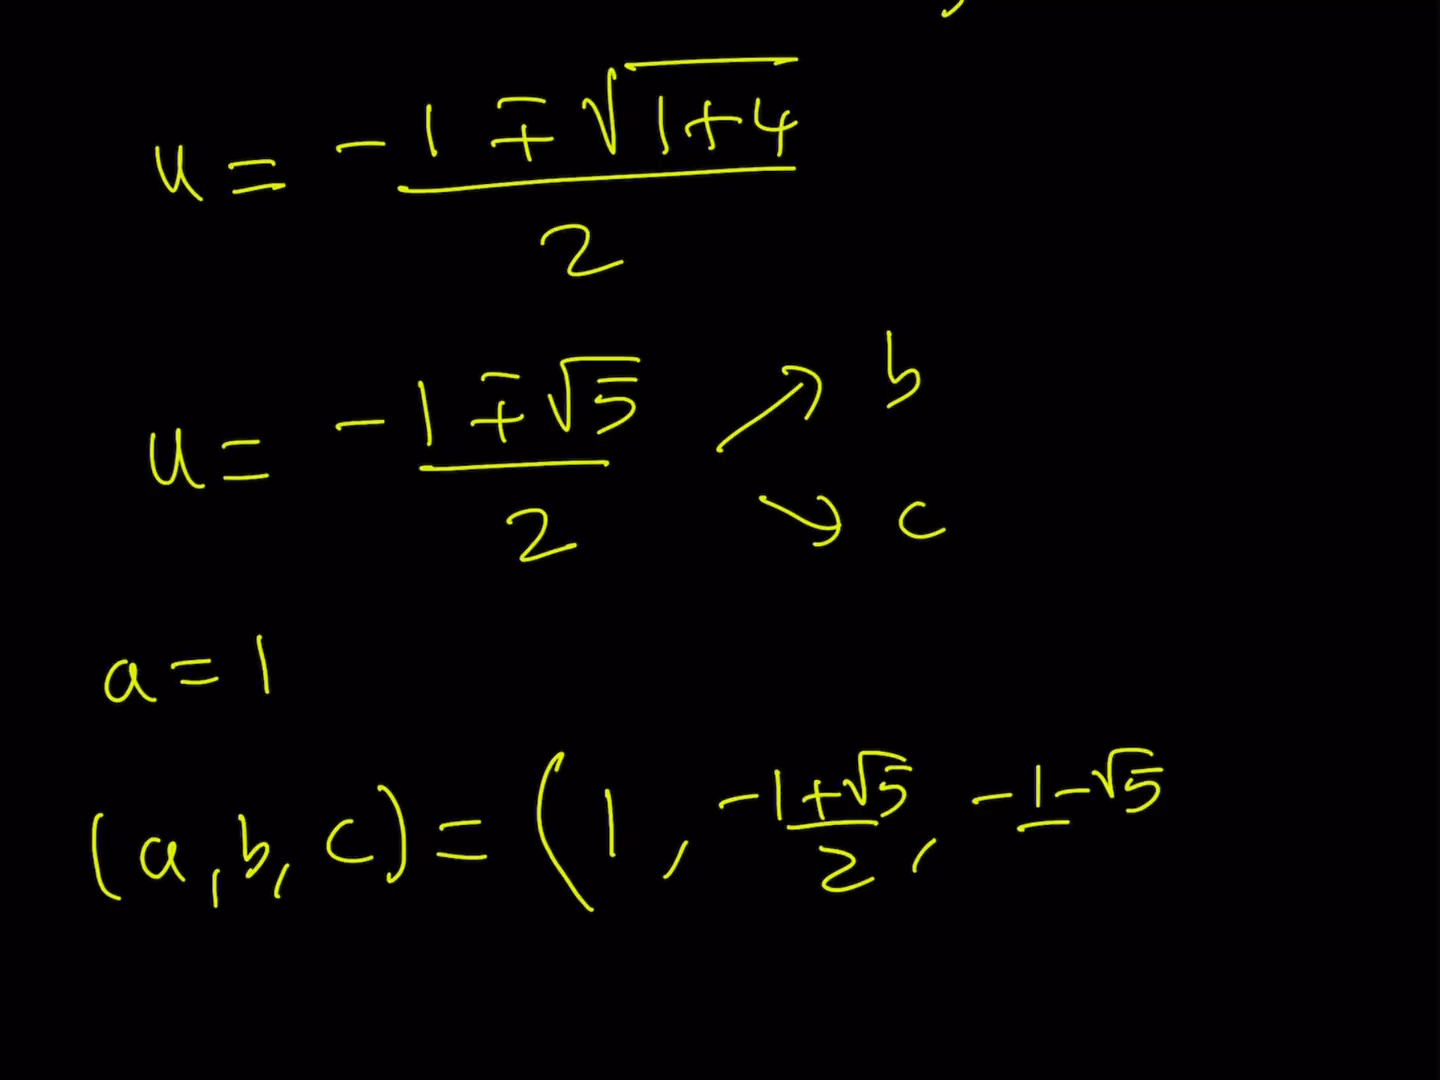 u = (-1 ∓ √(1+4))/2
u = (-1 ∓ √5)/2 ↗ b ↘ c
a = 1
(a, b, c) = (1, (-1+√5)/2, -1-√5